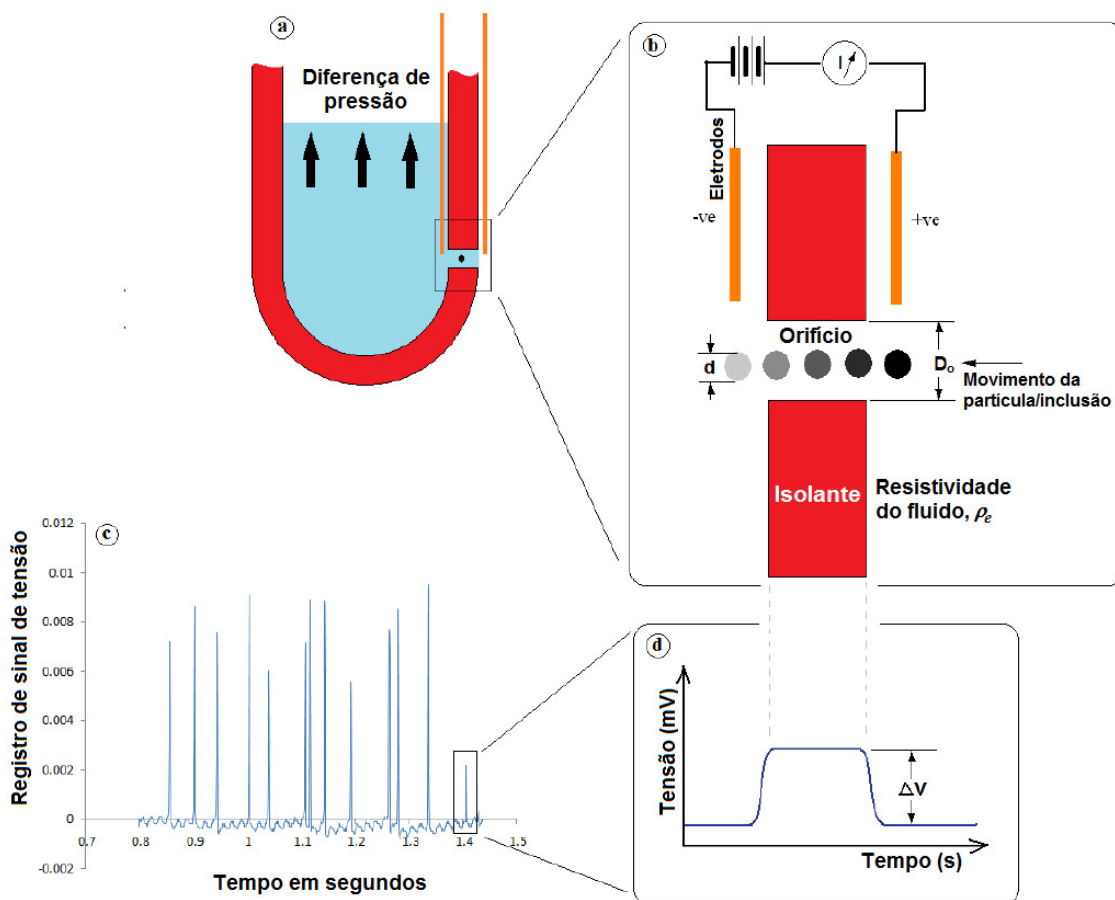 a
Diferença de
pressão
b
I
Eletrodos
-ve
+ve
Orifício
d
Do
Movimento da
partícula/inclusão
Isolante
Resistividade
do fluido, ρe
c
Registro de sinal de tensão
0.012
0.01
0.008
0.006
0.004
0.002
0
-0.002
0.7
0.8
0.9
1
1.1
1.2
1.3
1.4
1.5
Tempo em segundos
d
Tensão (mV)
ΔV
Tempo (s)